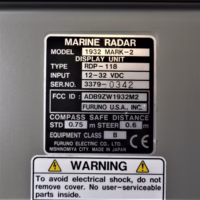 MARINE RADAR
MODEL 1932 MARK-2
DISPLAY UNIT
TYPE RDP-118
INPUT 12-32 VDC
SER.NO. 3379-0342
FCC ID: ADB9ZW1932M2
FURUNO U.S.A., INC.
COMPASS SAFE DISTANCE
STD 0.75 m STEER 0.6 m
EQUIPMENT CLASS B
FURUNO ELECTRIC CO., LTD.
NISHINOMIYA CITY, MADE IN JAPAN
WARNING
To avoid electrical shock, do not
remove cover. No user-serviceable
parts inside.